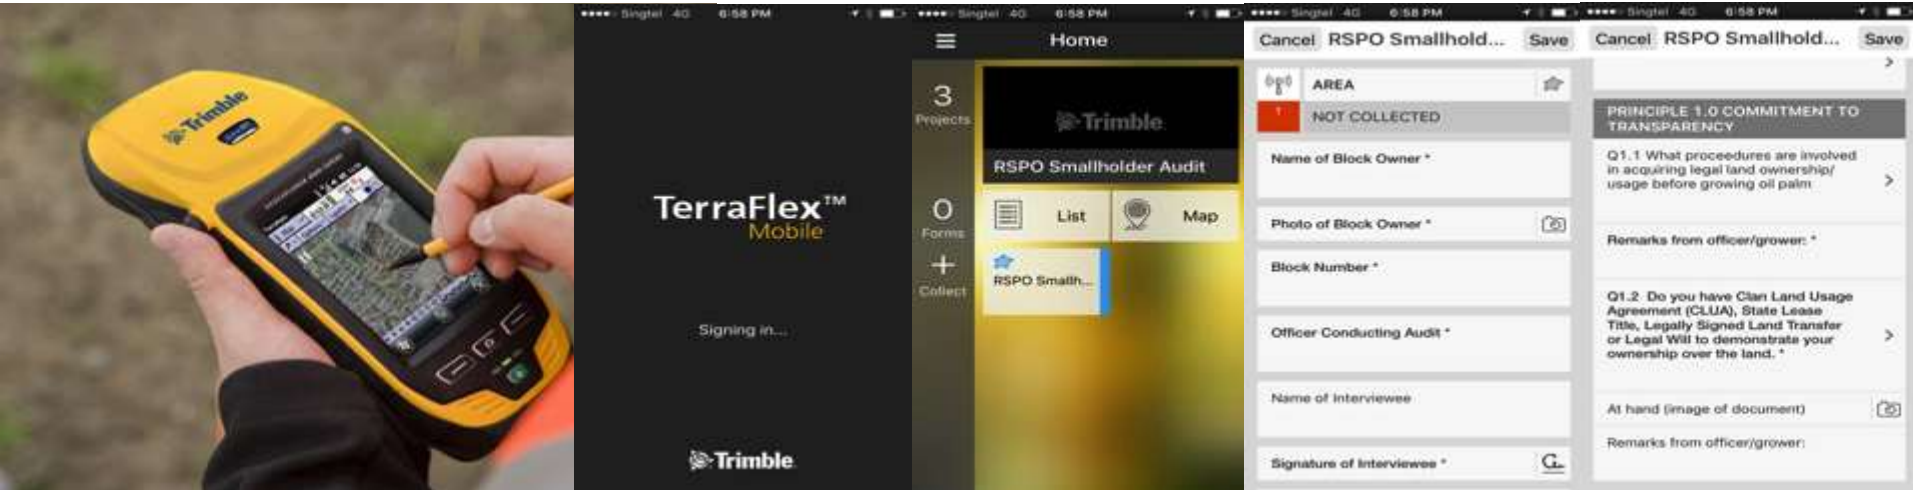 Trimble
Singtel 4G 6:58 PM
TerraFlex™
Mobile
Signing in...
Trimble
Singtel 4G 6:58 PM
Home
3
Projects
0
Forms
+
Collect
Trimble
RSPO Smallholder Audit
List
Map
RSPO Smallh...
Singtel 4G 6:58 PM
Cancel RSPO Smallhold... Save
AREA
NOT COLLECTED
Name of Block Owner *
Photo of Block Owner *
Block Number *
Officer Conducting Audit *
Name of Interviewee
Signature of Interviewee *
Singtel 4G 6:58 PM
Cancel RSPO Smallhold... Save
PRINCIPLE 1.0 COMMITMENT TO
TRANSPARENCY
Q1.1 What proceedures are involved
in acquiring legal land ownership/
usage before growing oil palm
Remarks from officer/grower: *
Q1.2 Do you have Clan Land Usage
Agreement (CLUA), State Lease
Title, Legally Signed Land Transfer
or Legal Will to demonstrate your
ownership over the land. *
At hand (image of document)
Remarks from officer/grower: